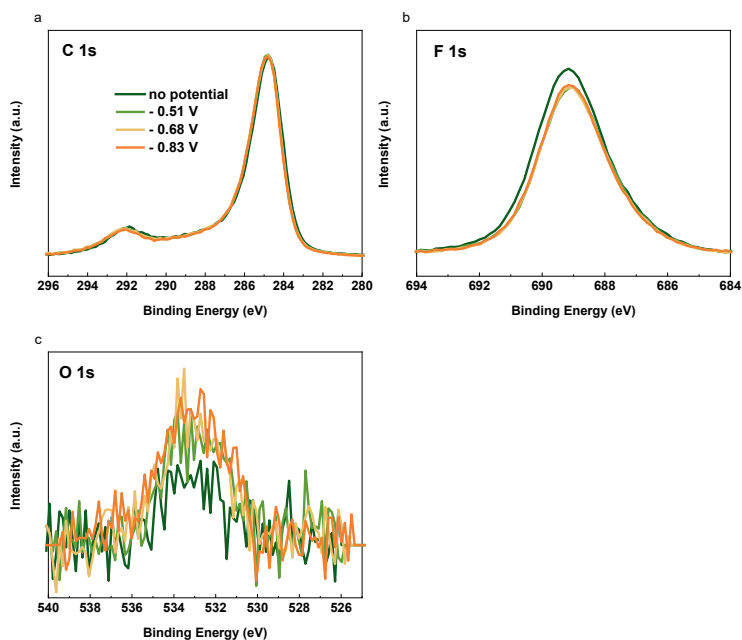 a
C 1s
no potential
- 0.51 V
- 0.68 V
- 0.83 V
Intensity (a.u.)
296 294 292 290 288 286 284 282 280
Binding Energy (eV)
b
F 1s
Intensity (a.u.)
694 692 690 688 686 684
Binding Energy (eV)
c
O 1s
Intensity (a.u.)
540 538 536 534 532 530 528 526
Binding Energy (eV)